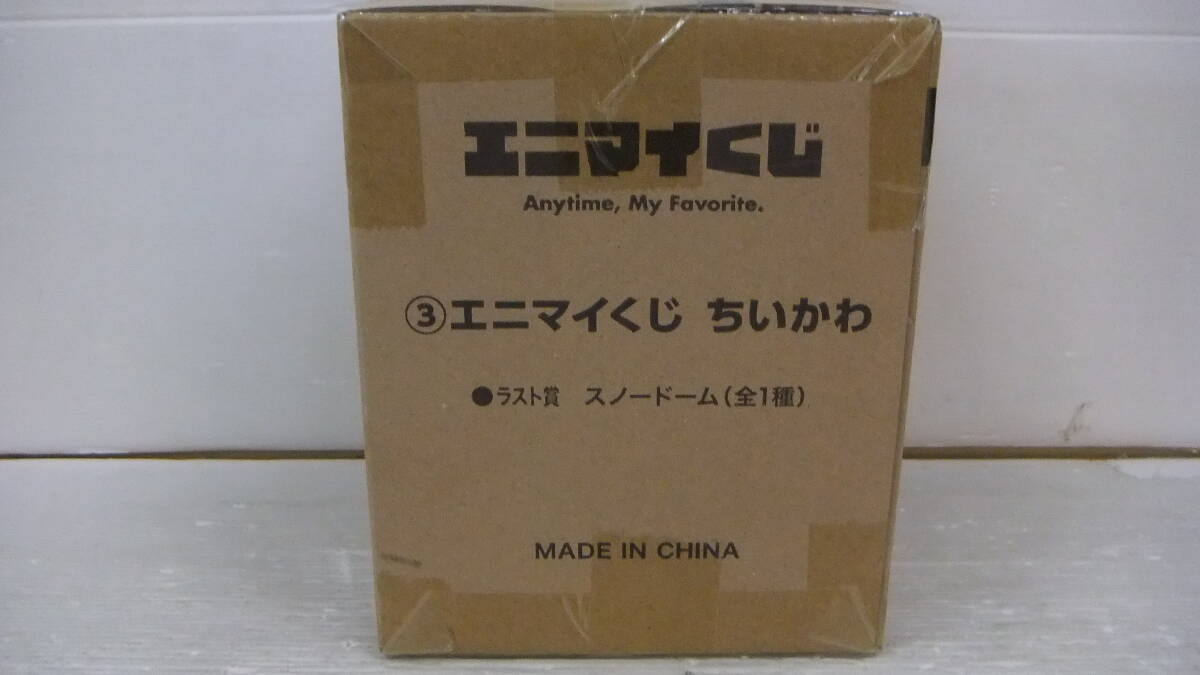 エニマイくじ
Anytime, My Favorite.
③エニマイくじ ちいかわ
●ラスト賞 スノードーム(全1種)
MADE IN CHINA